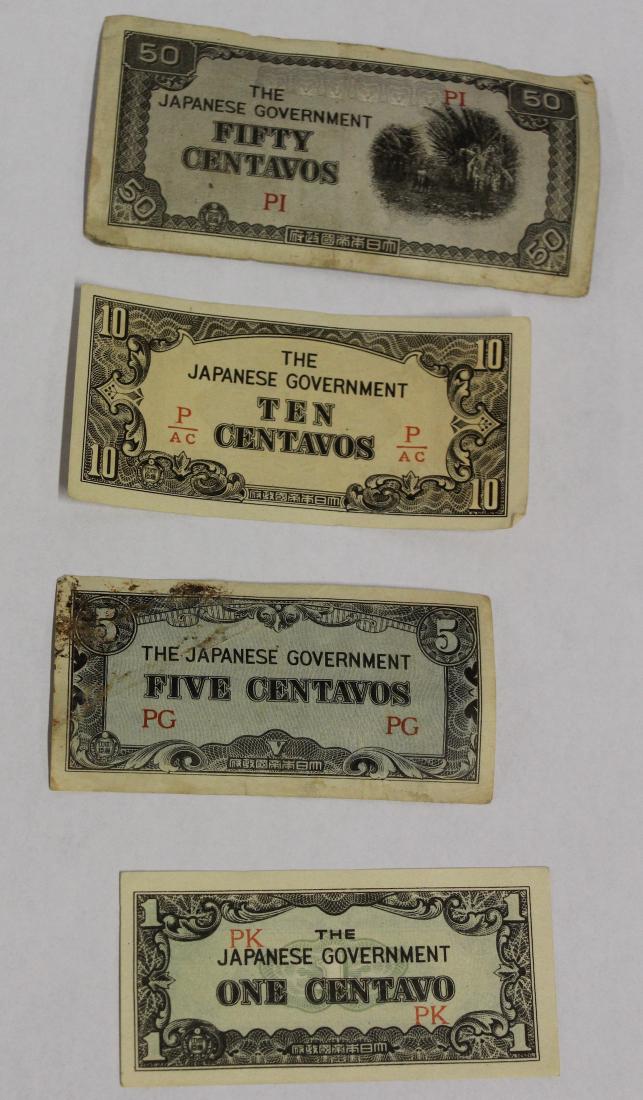 50
50
PI
THE
JAPANESE GOVERNMENT
FIFTY
CENTAVOS
PI
50
50
府政國帝本日大
10
10
THE
JAPANESE GOVERNMENT
TEN
CENTAVOS
P
AC
P
AC
10
10
府政國帝本日大
5
5
THE JAPANESE GOVERNMENT
FIVE CENTAVOS
PG
PG
府政國帝本日大
1
1
PK
THE
JAPANESE GOVERNMENT
ONE CENTAVO
PK
1
1
府政國帝本日大